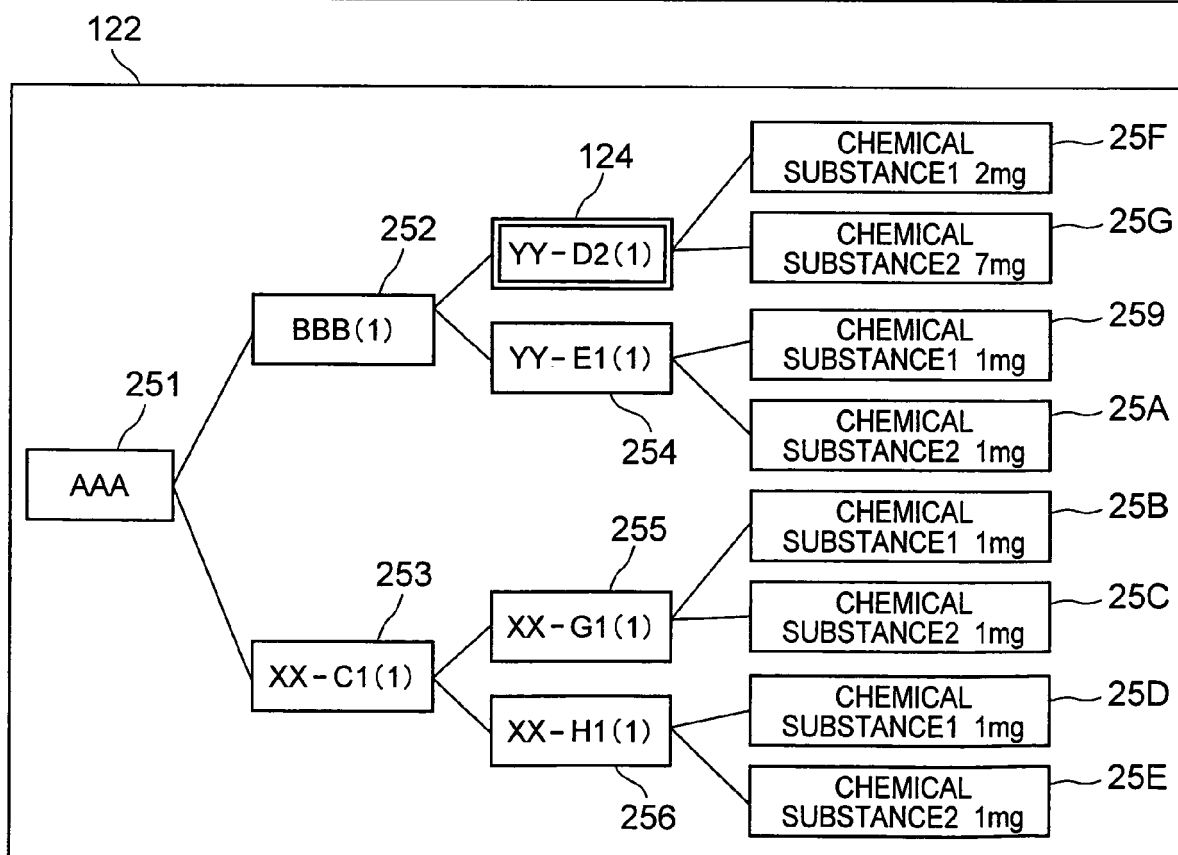 122
CHEMICAL
SUBSTANCE1 2mg
25F
124
252
YY-D2(1)
CHEMICAL
SUBSTANCE2 7mg
25G
BBB(1)
251
YY-E1(1)
254
CHEMICAL
SUBSTANCE1 1mg
259
CHEMICAL
SUBSTANCE2 1mg
25A
AAA
255
253
XX-G1(1)
CHEMICAL
SUBSTANCE1 1mg
25B
CHEMICAL
SUBSTANCE2 1mg
25C
XX-C1(1)
XX-H1(1)
256
CHEMICAL
SUBSTANCE1 1mg
25D
CHEMICAL
SUBSTANCE2 1mg
25E